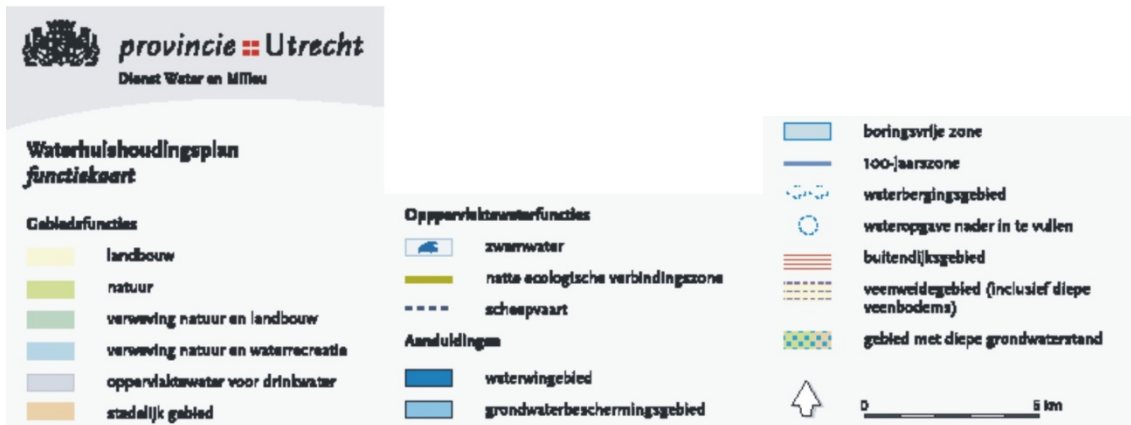 provincie Utrecht
Dienst Water en Milieu
Waterhuishoudingsplan
functiekaart
Gebiedsfuncties
landbouw
natuur
verweving natuur en landbouw
verweving natuur en waterrecreatie
oppervlaktewater voor drinkwater
stedelijk gebied
Opppervlaktewaterfuncties
zwemwater
natte ecologische verbindingszone
scheepvaart
Aanduidingen
waterwingebied
grondwaterbeschermingsgebied
boringsvrije zone
100-jaarszone
waterbergingsgebied
wateropgave nader in te vullen
buitendijksgebied
veenweidegebied (inclusief diepe
veenbodems)
gebied met diepe grondwaterstand
0 5 km